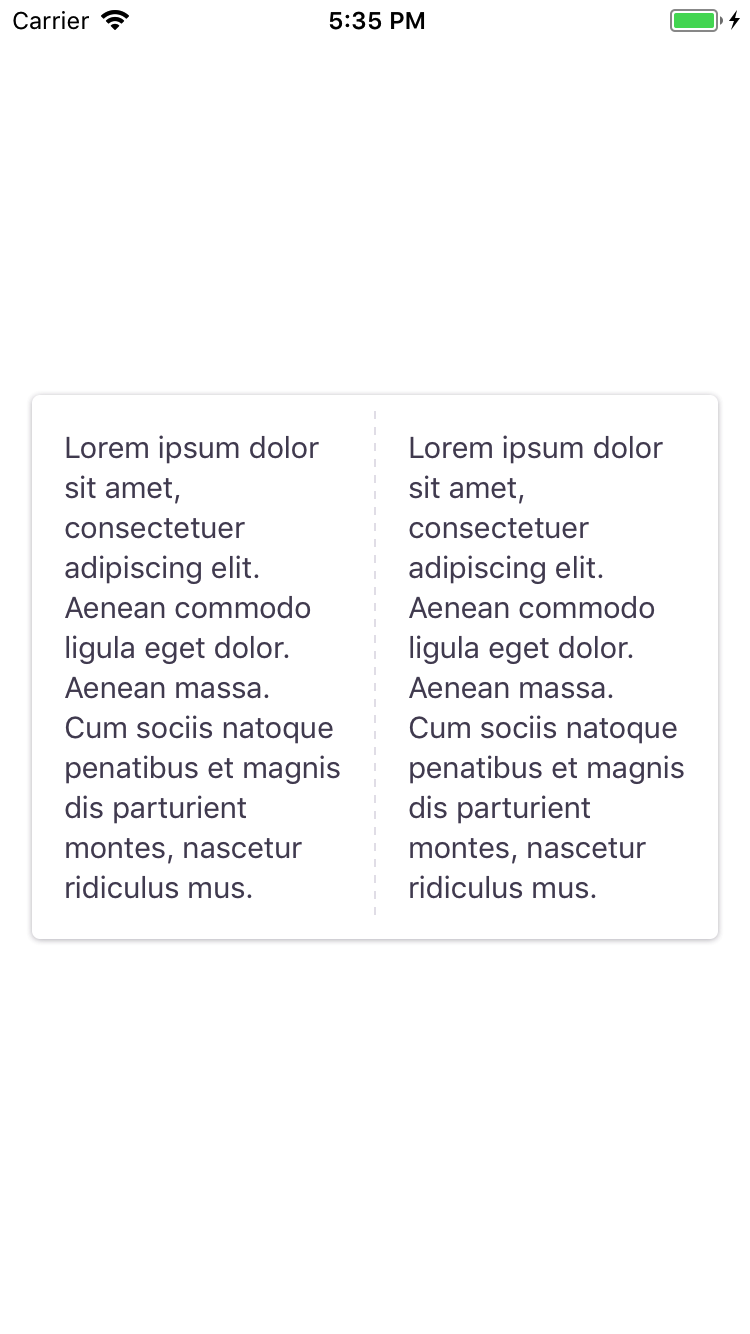 Carrier 5:35 PM
Lorem ipsum dolor
sit amet,
consectetuer
adipiscing elit.
Aenean commodo
ligula eget dolor.
Aenean massa.
Cum sociis natoque
penatibus et magnis
dis parturient
montes, nascetur
ridiculus mus.
Lorem ipsum dolor
sit amet,
consectetuer
adipiscing elit.
Aenean commodo
ligula eget dolor.
Aenean massa.
Cum sociis natoque
penatibus et magnis
dis parturient
montes, nascetur
ridiculus mus.